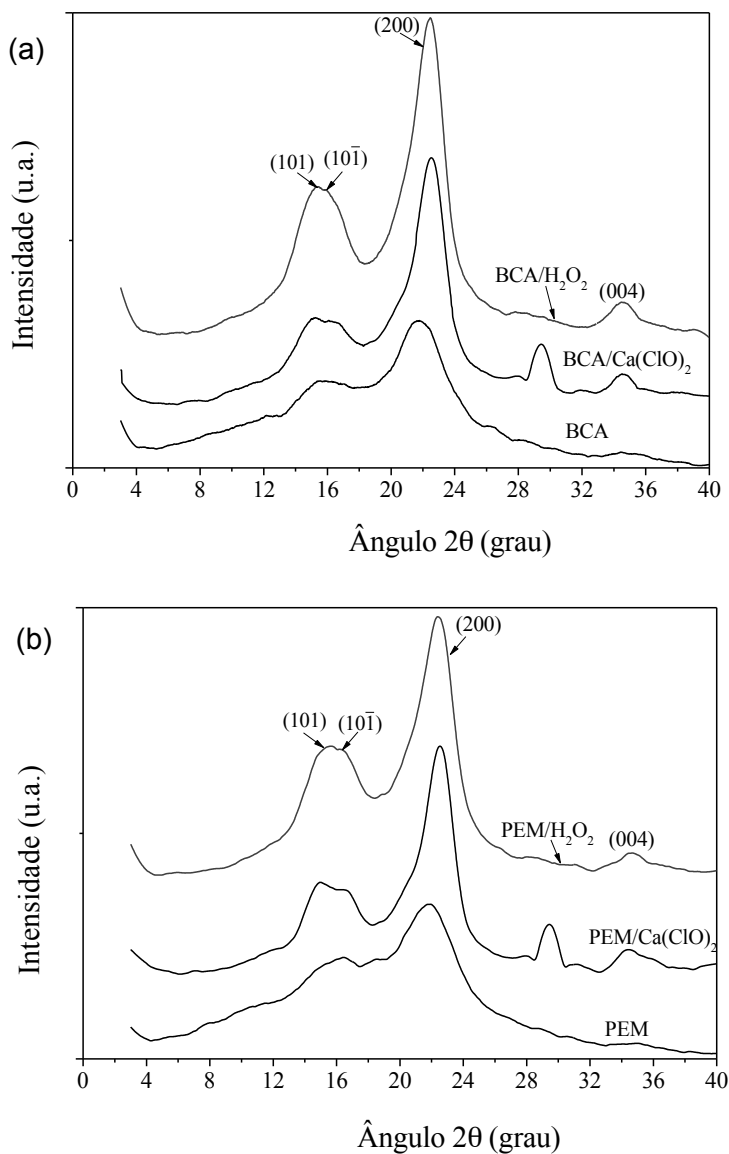 (a)
(200)
(101) (101̅)
BCA/H₂O₂
(004)
BCA/Ca(ClO)₂
BCA
Intensidade (u.a.)
0 4 8 12 16 20 24 28 32 36 40
Ângulo 2θ (grau)
(b)
(200)
(101) (101̅)
PEM/H₂O₂
(004)
PEM/Ca(ClO)₂
PEM
Intensidade (u.a.)
0 4 8 12 16 20 24 28 32 36 40
Ângulo 2θ (grau)